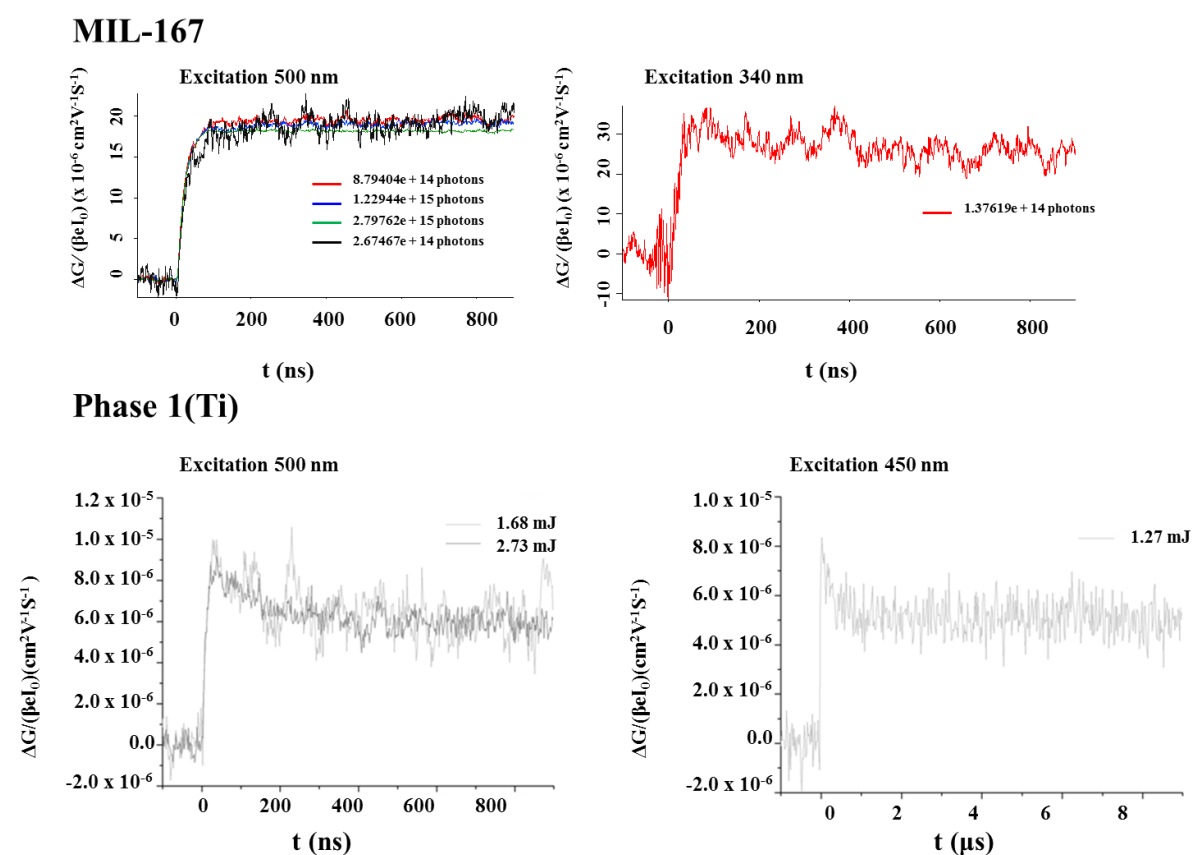 MIL-167
Excitation 500 nm
ΔG/ (βeI₀) (x 10⁻⁶ cm²V⁻¹S⁻¹)
20
15
10
5
0
8.79404e + 14 photons
1.22944e + 15 photons
2.79762e + 15 photons
2.67467e + 14 photons
0 200 400 600 800
t (ns)
Excitation 340 nm
ΔG/ (βeI₀) (x 10⁻⁶ cm²V⁻¹S⁻¹)
30
20
10
0
-10
1.37619e + 14 photons
0 200 400 600 800
t (ns)
Phase 1(Ti)
Excitation 500 nm
ΔG/(βeI₀)(cm²V⁻¹S⁻¹)
1.2 x 10⁻⁵
1.0 x 10⁻⁵
8.0 x 10⁻⁶
6.0 x 10⁻⁶
4.0 x 10⁻⁶
2.0 x 10⁻⁶
0.0
-2.0 x 10⁻⁶
1.68 mJ
2.73 mJ
0 200 400 600 800
t (ns)
Excitation 450 nm
ΔG/(βeI₀)(cm²V⁻¹S⁻¹)
1.0 x 10⁻⁵
8.0 x 10⁻⁶
6.0 x 10⁻⁶
4.0 x 10⁻⁶
2.0 x 10⁻⁶
0.0
-2.0 x 10⁻⁶
1.27 mJ
0 2 4 6 8
t (μs)